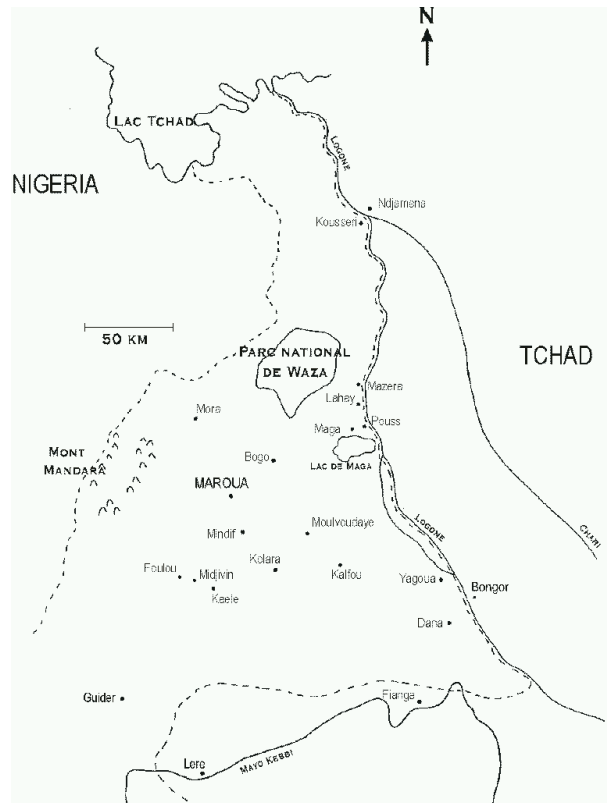 N
LAC TCHAD
LOGONE
NIGERIA
Ndjamena
Kousseri
50 KM
PARC NATIONAL
DE WAZA
TCHAD
Mazera
Lahay
Mora
Maga
Pouss
MONT
MANDARA
Bogo
LAC DE MAGA
MAROUA
LOGONE
CHARI
Mindif
Moulvoudaye
Foulou
Midjivin
Kolara
Kalfou
Yagoua
Bongor
Keele
Dana
Guider
Fianga
Lere
MAYO KEBBI